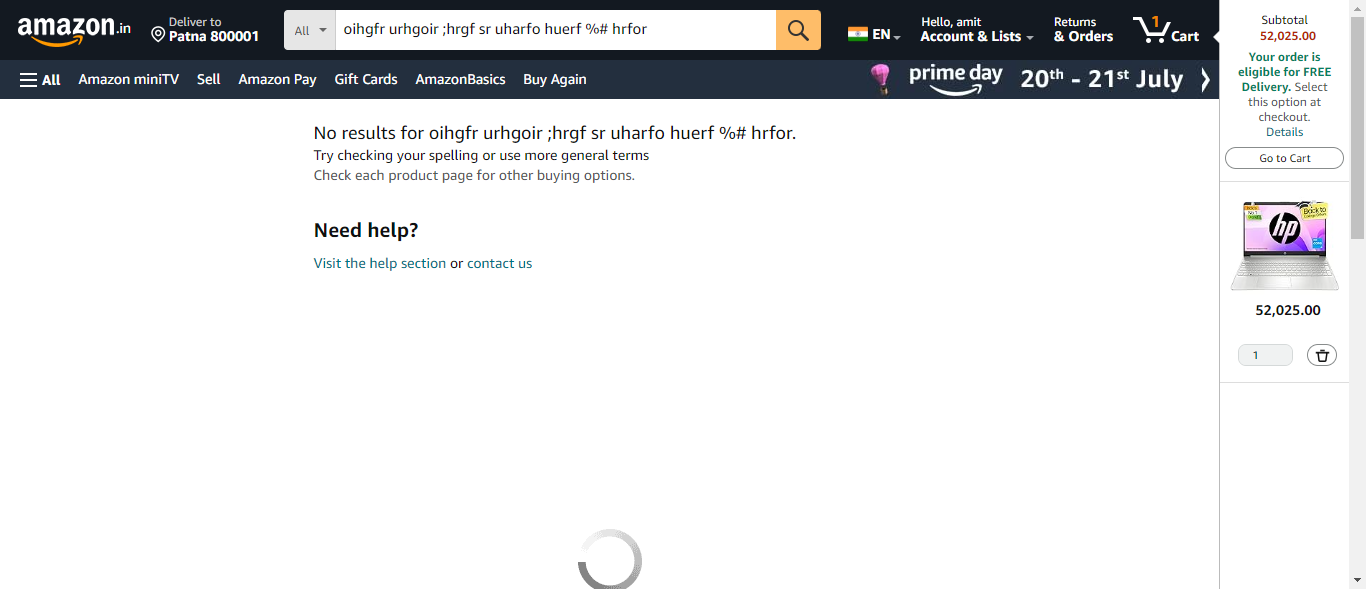 amazon.in
Deliver to
Patna 800001
All
oihgfr urhgoir ;hrgf sr uharfo huerf %# hrfor
EN
Hello, amit
Account & Lists
Returns
& Orders
1
Cart
All
Amazon miniTV
Sell
Amazon Pay
Gift Cards
AmazonBasics
Buy Again
prime day
20th - 21st July
No results for oihgfr urhgoir ;hrgf sr uharfo huerf %# hrfor.
Try checking your spelling or use more general terms
Check each product page for other buying options.
Need help?
Visit the help section or contact us
Subtotal
52,025.00
Your order is
eligible for FREE
Delivery. Select
this option at
checkout.
Details
Go to Cart
hp
Back to
52,025.00
1